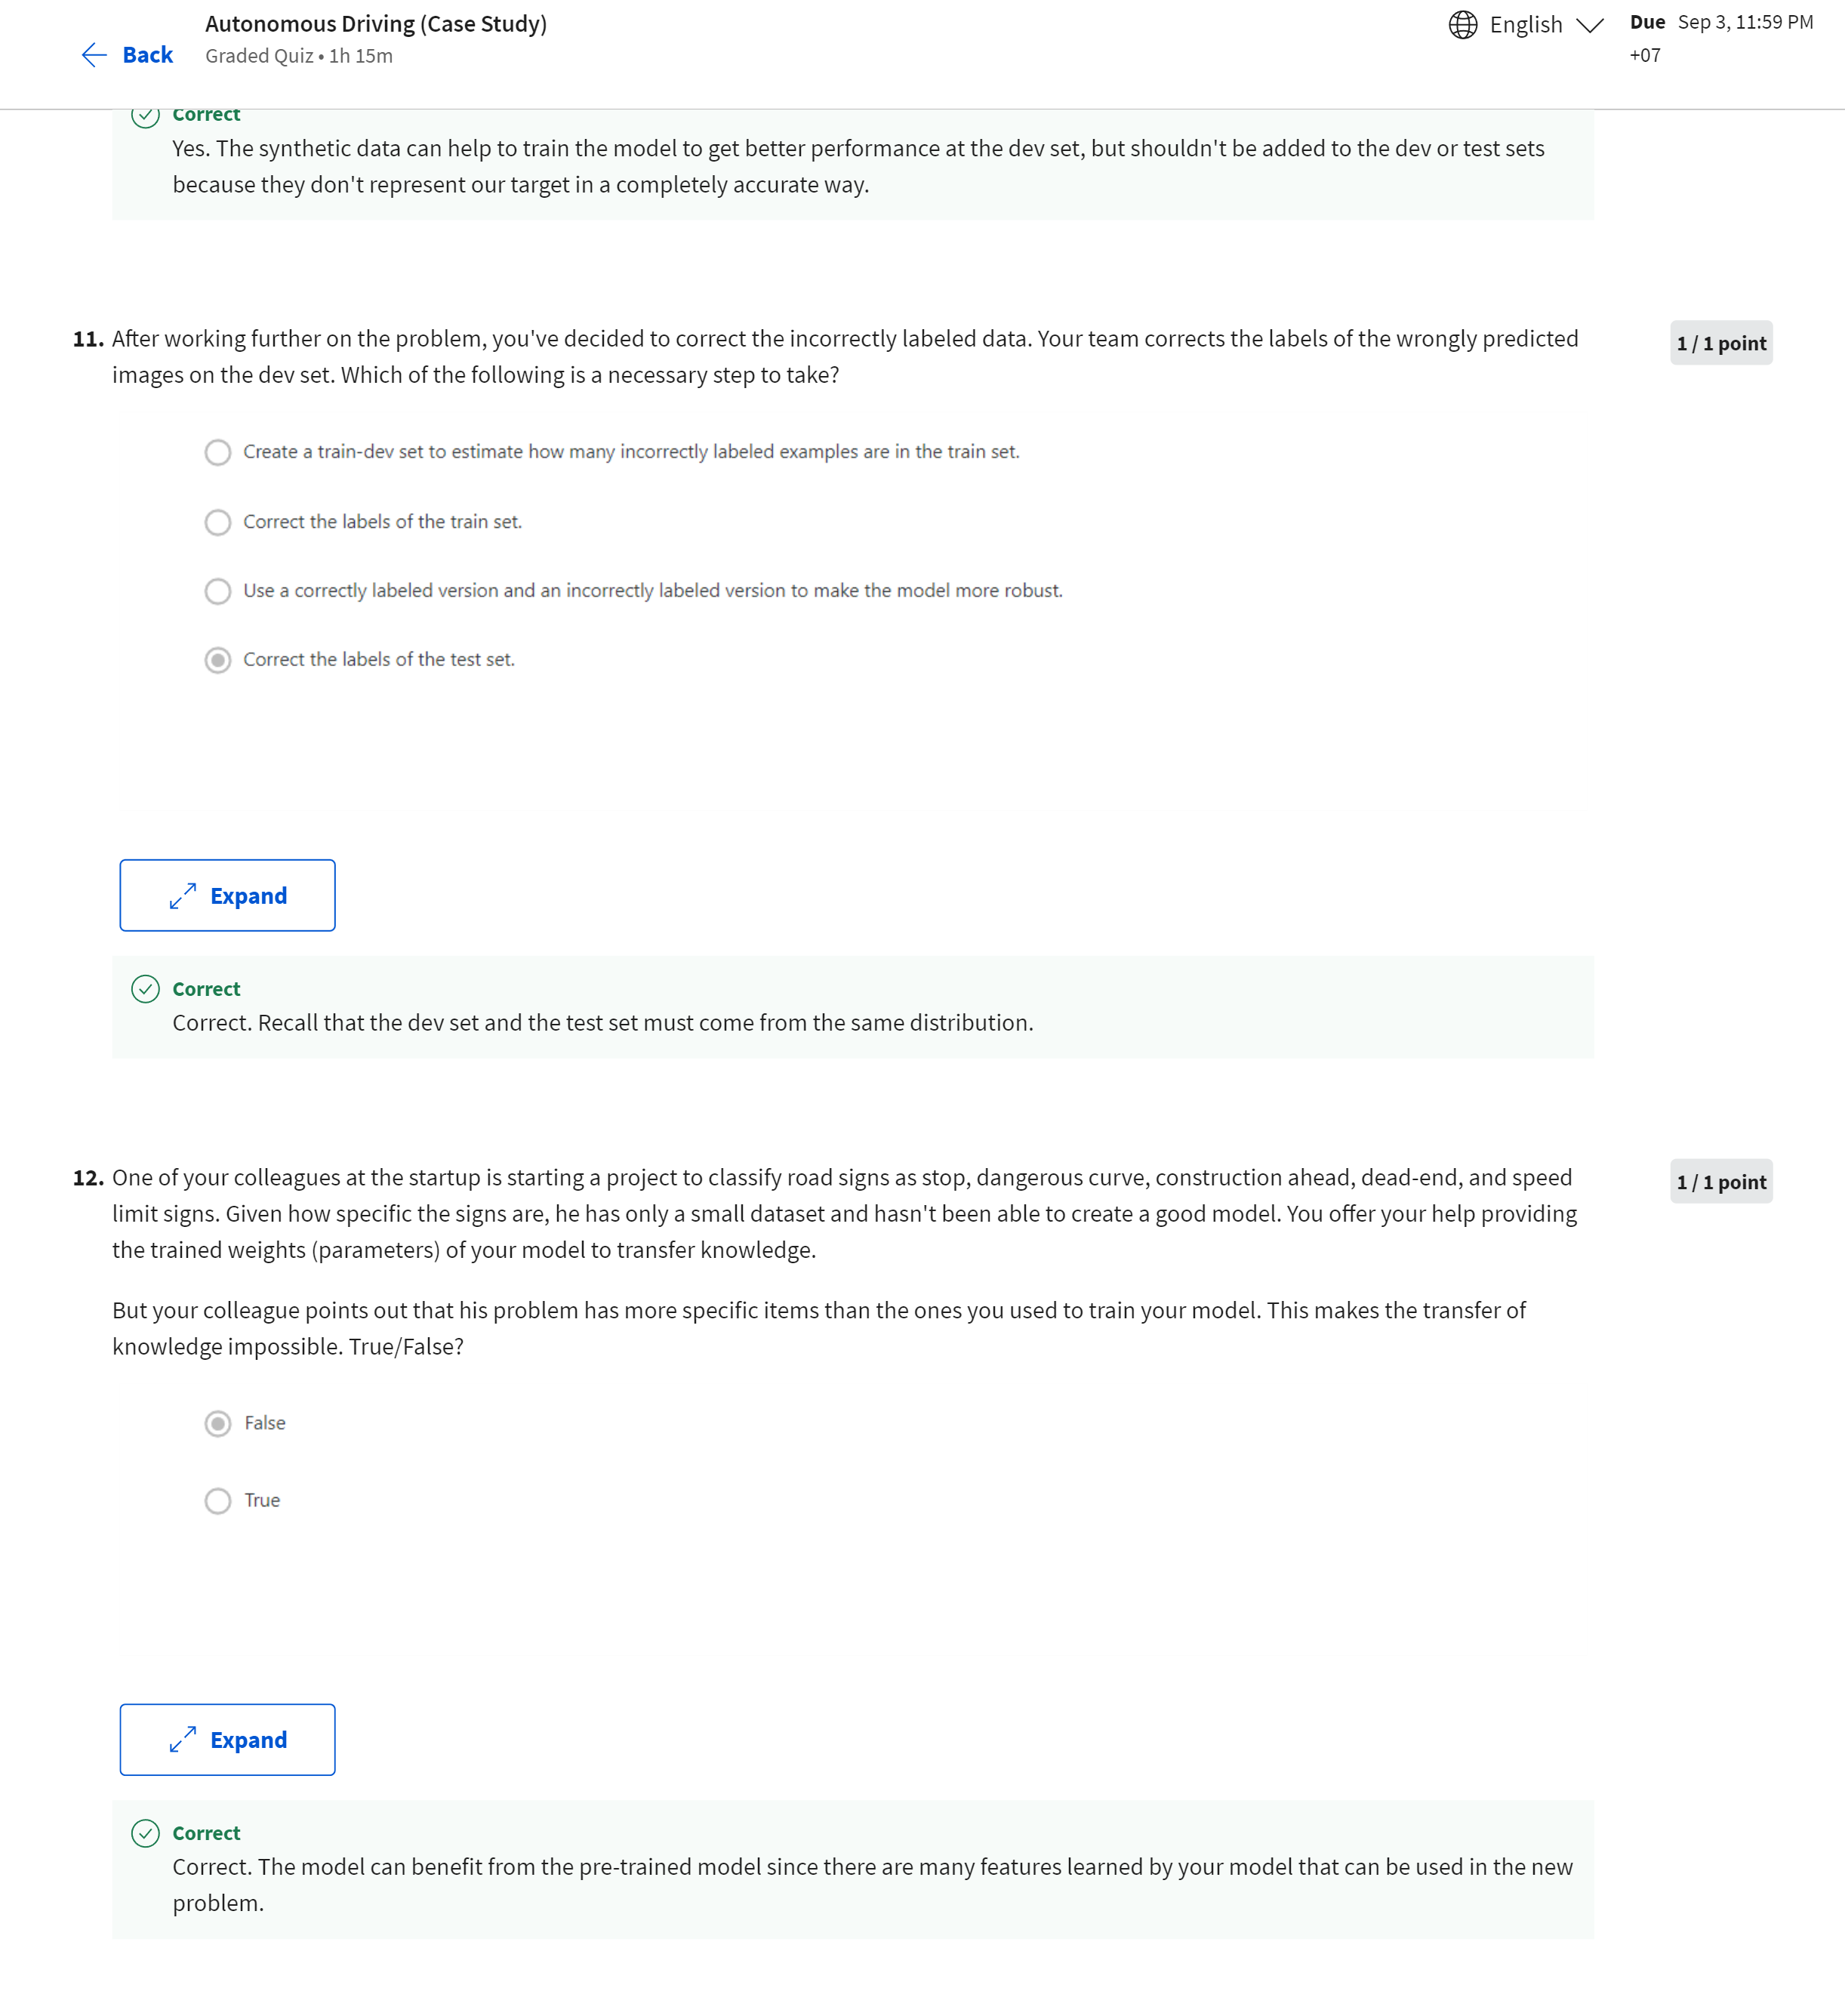 Autonomous Driving (Case Study)
Back
Graded Quiz • 1h 15m
English
Due Sep 3, 11:59 PM
+07
Correct
Yes. The synthetic data can help to train the model to get better performance at the dev set, but shouldn't be added to the dev or test sets
because they don't represent our target in a completely accurate way.
11. After working further on the problem, you've decided to correct the incorrectly labeled data. Your team corrects the labels of the wrongly predicted
images on the dev set. Which of the following is a necessary step to take?
1 / 1 point
Create a train-dev set to estimate how many incorrectly labeled examples are in the train set.
Correct the labels of the train set.
Use a correctly labeled version and an incorrectly labeled version to make the model more robust.
Correct the labels of the test set.
Expand
Correct
Correct. Recall that the dev set and the test set must come from the same distribution.
12. One of your colleagues at the startup is starting a project to classify road signs as stop, dangerous curve, construction ahead, dead-end, and speed
limit signs. Given how specific the signs are, he has only a small dataset and hasn't been able to create a good model. You offer your help providing
the trained weights (parameters) of your model to transfer knowledge.
1 / 1 point
But your colleague points out that his problem has more specific items than the ones you used to train your model. This makes the transfer of
knowledge impossible. True/False?
False
True
Expand
Correct
Correct. The model can benefit from the pre-trained model since there are many features learned by your model that can be used in the new
problem.